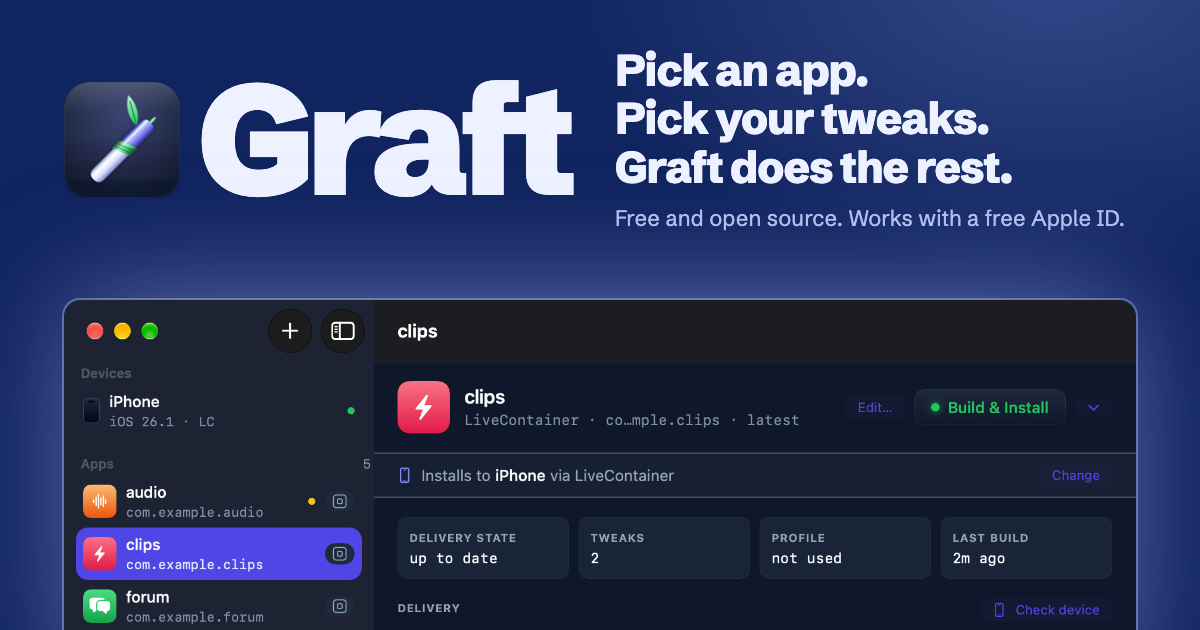 Graft
Pick an app.
Pick your tweaks.
Graft does the rest.
Free and open source. Works with a free Apple ID.
Devices
iPhone
iOS 26.1 · LC
Apps
5
audio
com.example.audio
clips
com.example.clips
forum
com.example.forum
clips
clips
LiveContainer · co…mple.clips · latest
Edit…
Build & Install
Installs to iPhone via LiveContainer
Change
DELIVERY STATE
up to date
TWEAKS
2
PROFILE
not used
LAST BUILD
2m ago
DELIVERY
Check device